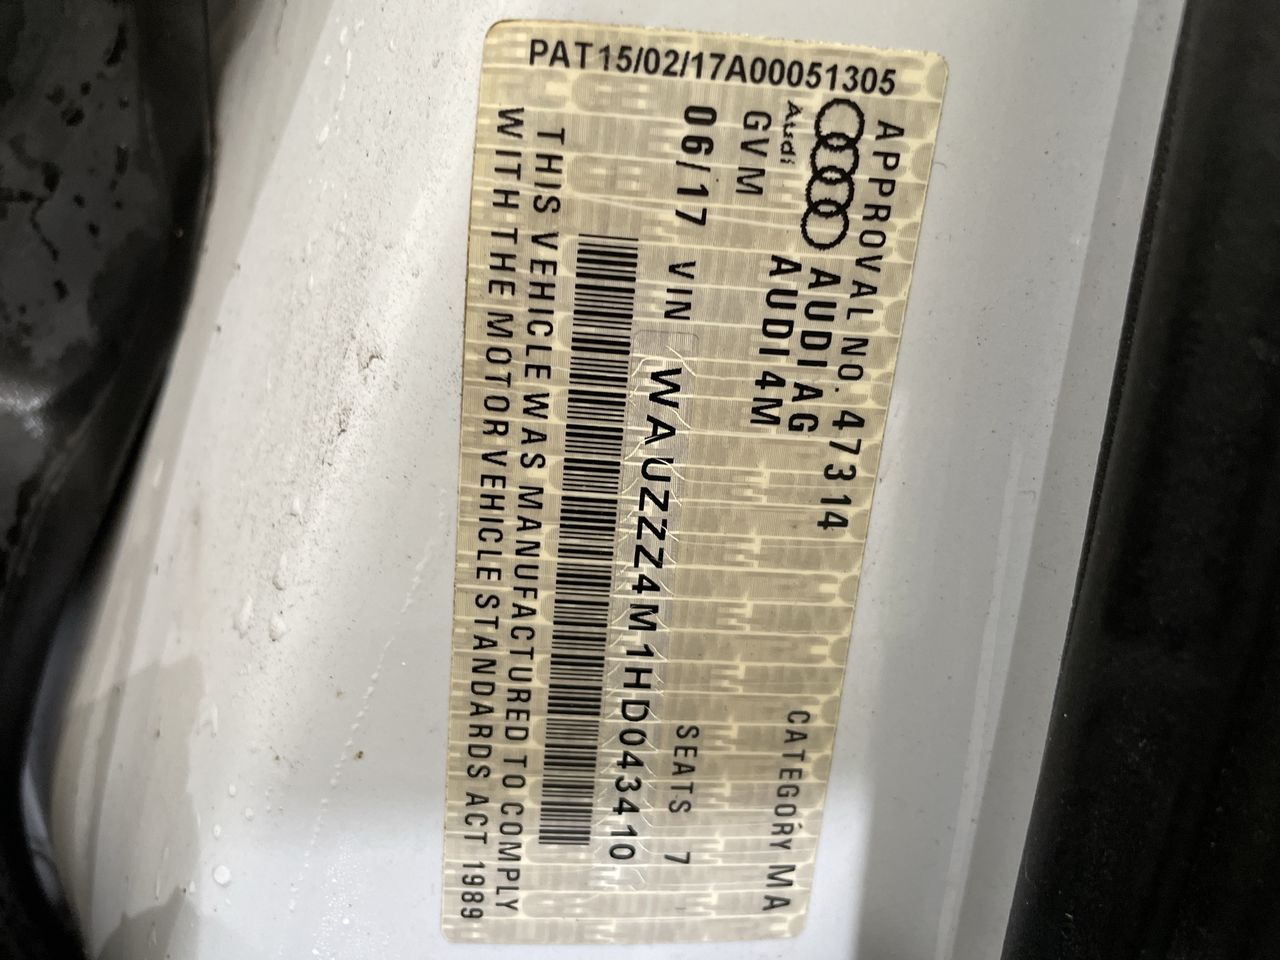 PAT15/02/17A00051305
APPROVAL NO. 47314
Audi AUDI AG CATEGORY MA
GVM AUDI 4M
06/17 VIN SEATS 7
WAUZZZ4M1HD043410
THIS VEHICLE WAS MANUFACTURED TO COMPLY
WITH THE MOTOR VEHICLE STANDARDS ACT 1989